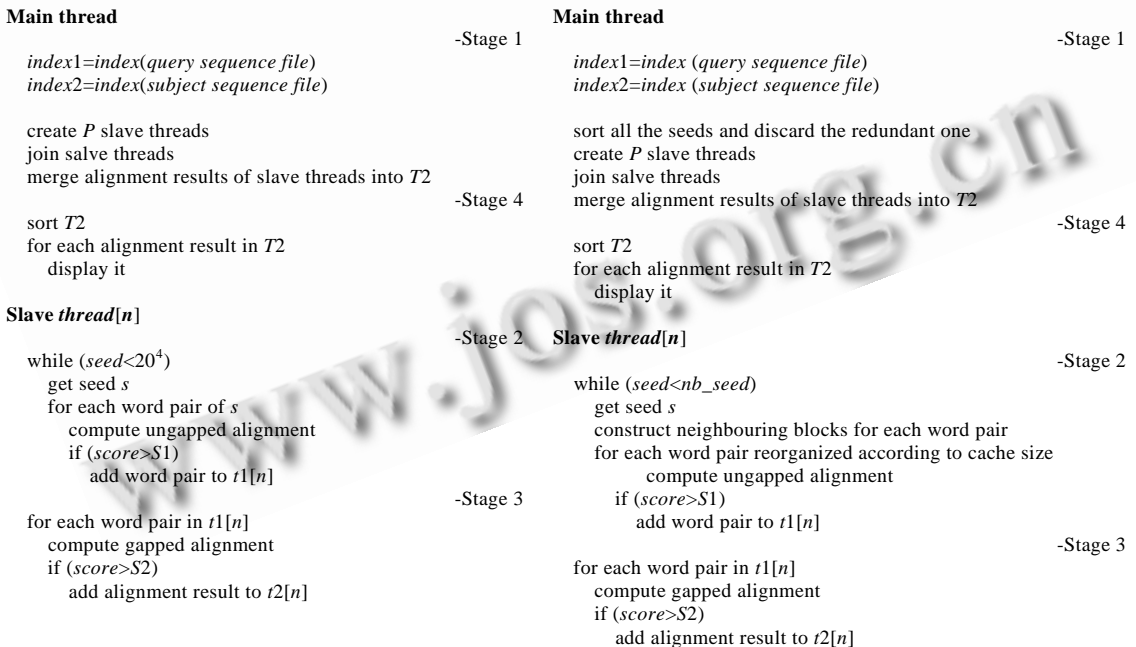 Main thread
-Stage 1
index1=index(query sequence file)
index2=index(subject sequence file)
create P slave threads
join salve threads
merge alignment results of slave threads into T2
-Stage 4
sort T2
for each alignment result in T2
display it
Slave thread[n]
-Stage 2
while (seed<20⁴)
get seed s
for each word pair of s
compute ungapped alignment
if (score>S1)
add word pair to t1[n]
-Stage 3
for each word pair in t1[n]
compute gapped alignment
if (score>S2)
add alignment result to t2[n]
Main thread
-Stage 1
index1=index (query sequence file)
index2=index (subject sequence file)
sort all the seeds and discard the redundant one
create P slave threads
join salve threads
merge alignment results of slave threads into T2
-Stage 4
sort T2
for each alignment result in T2
display it
Slave thread[n]
-Stage 2
while (seed<nb_seed)
get seed s
construct neighbouring blocks for each word pair
for each word pair reorganized according to cache size
compute ungapped alignment
if (score>S1)
add word pair to t1[n]
-Stage 3
for each word pair in t1[n]
compute gapped alignment
if (score>S2)
add alignment result to t2[n]
www.jos.org.cn